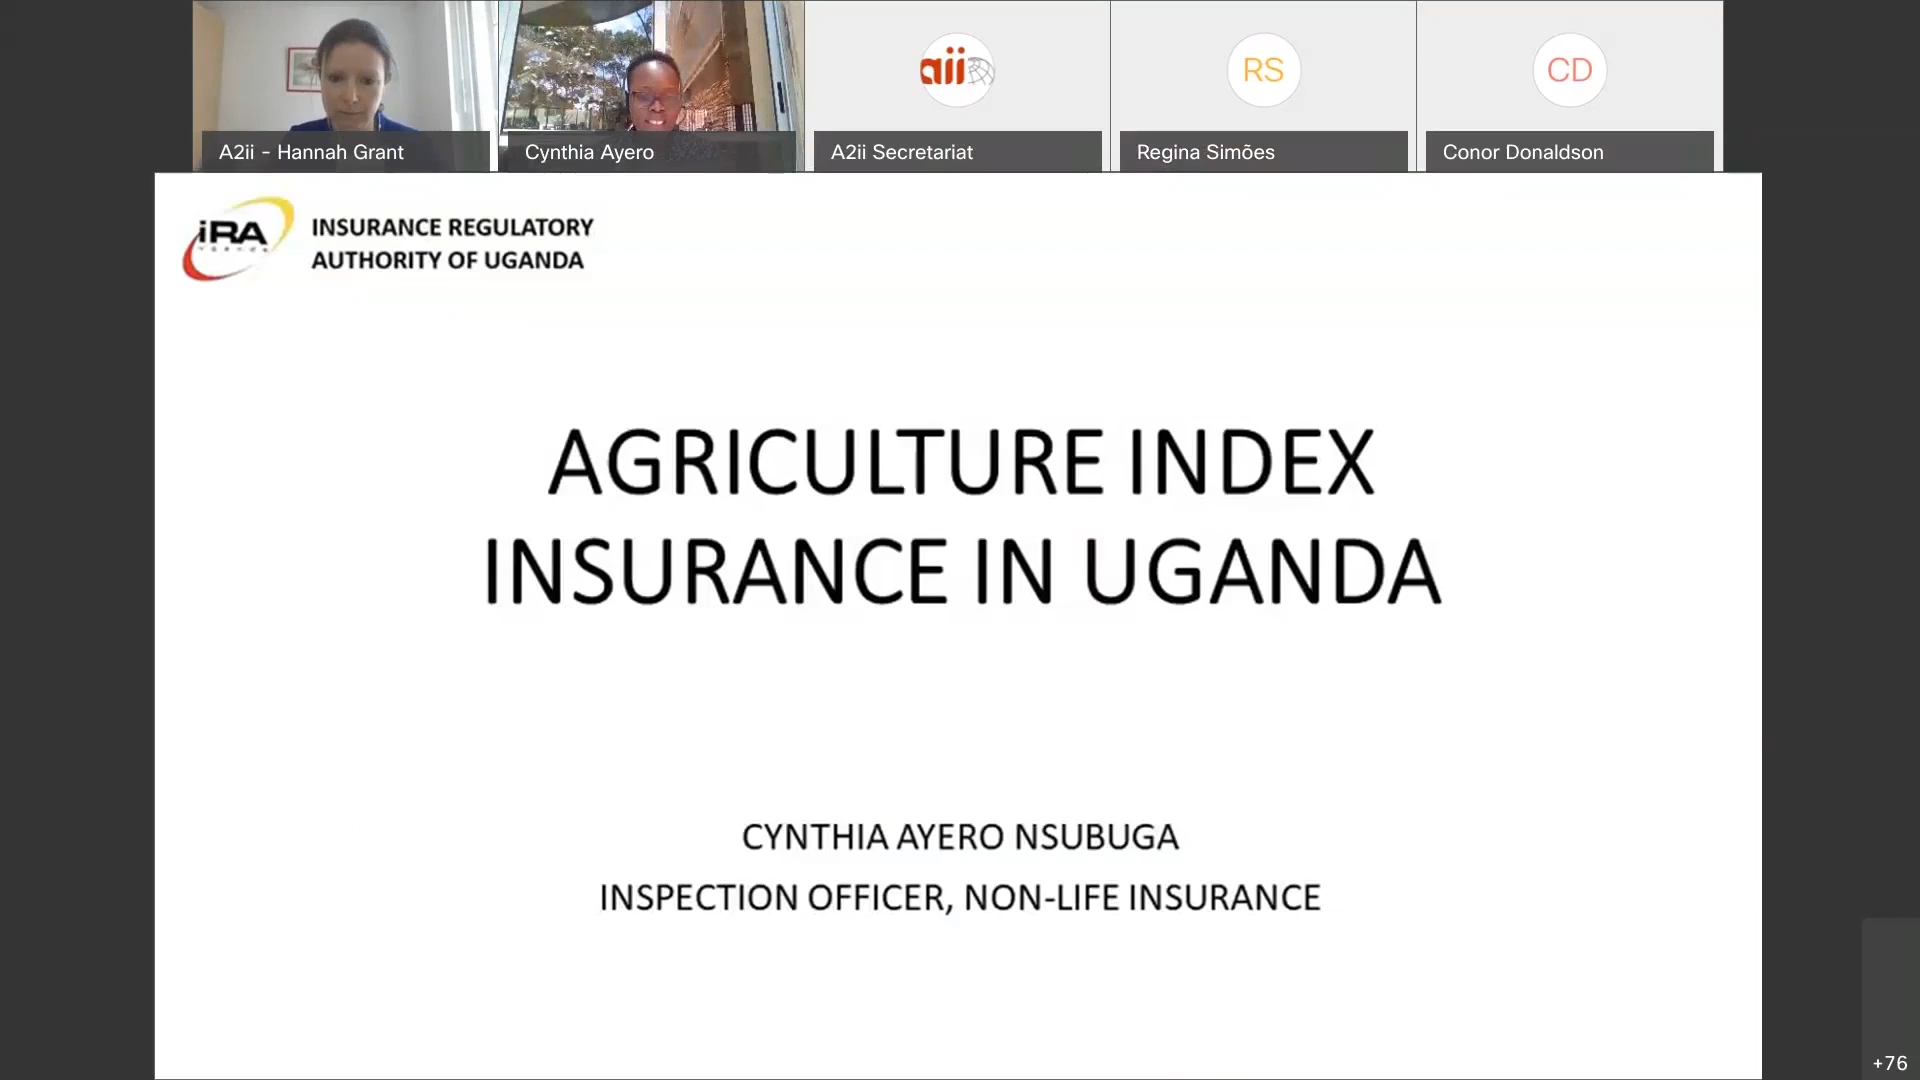 A2ii - Hannah Grant
Cynthia Ayero
aii
A2ii Secretariat
RS
Regina Simões
CD
Conor Donaldson
iRA
INSURANCE REGULATORY
AUTHORITY OF UGANDA
AGRICULTURE INDEX
INSURANCE IN UGANDA
CYNTHIA AYERO NSUBUGA
INSPECTION OFFICER, NON-LIFE INSURANCE
+76